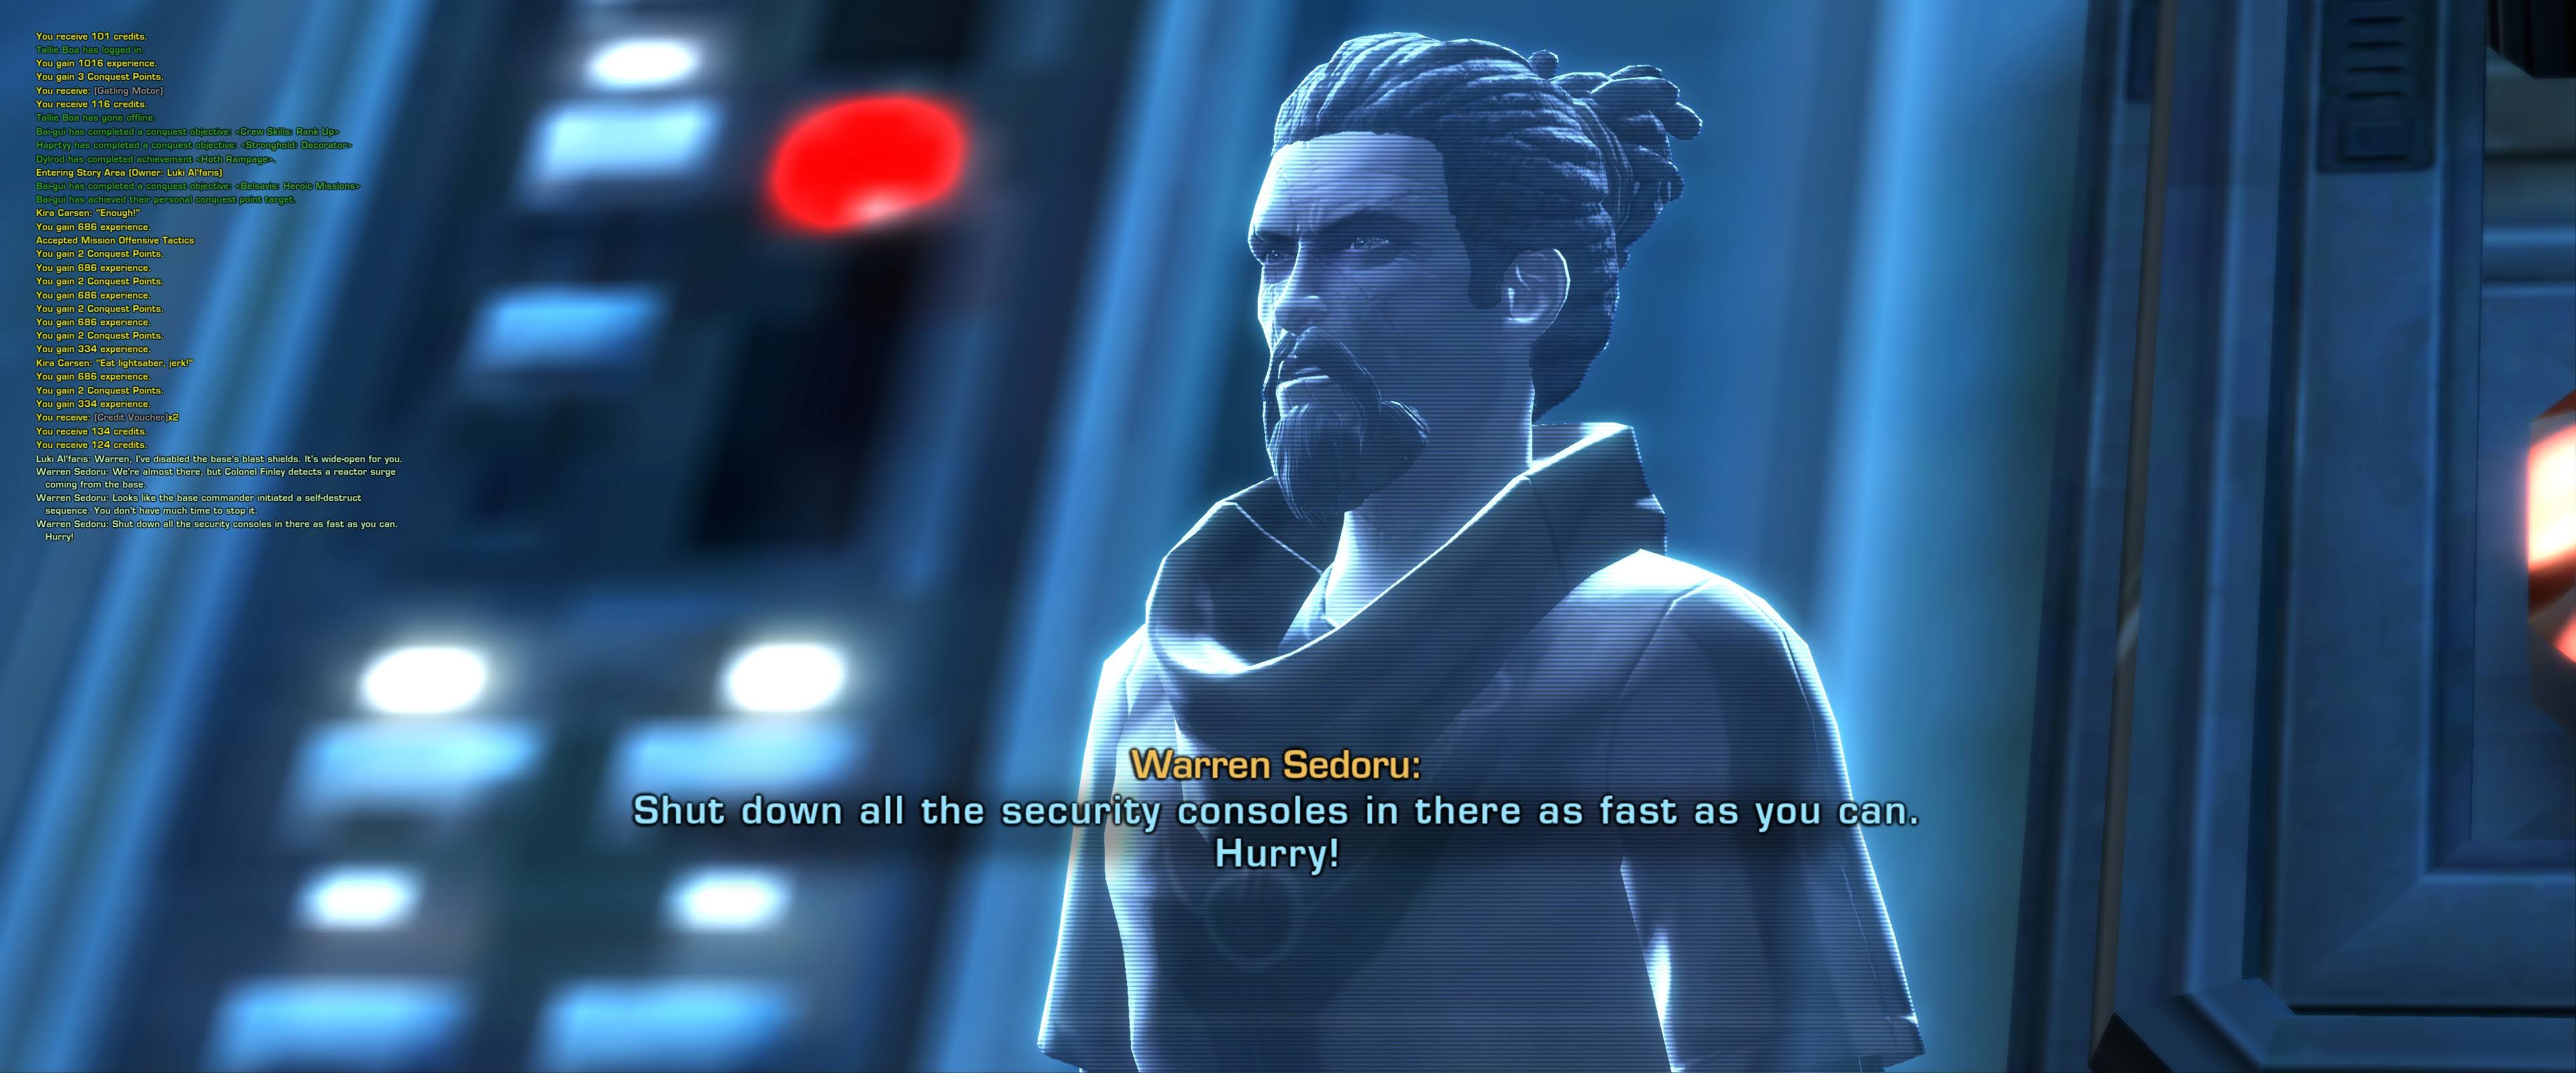 You receive 101 credits.
Tallie Boa has logged in.
You gain 1016 experience.
You gain 3 Conquest Points.
You receive: [Gatling Motor]
You receive 116 credits.
Tallie Boa has gone offline.
Bai-gui has completed a conquest objective: <Crew Skills: Rank Up>
Haprtyy has completed a conquest objective: <Stronghold: Decorator>
Dylrod has completed achievement <Hoth Rampage>.
Entering Story Area (Owner: Luki Al'faris)
Bai-gui has completed a conquest objective: <Belsavis: Heroic Missions>
Bai-gui has achieved their personal conquest point target.
Kira Carsen: "Enough!"
You gain 686 experience.
Accepted Mission Offensive Tactics
You gain 2 Conquest Points.
You gain 686 experience.
You gain 2 Conquest Points.
You gain 686 experience.
You gain 2 Conquest Points.
You gain 686 experience.
You gain 2 Conquest Points.
You gain 334 experience.
Kira Carsen: "Eat lightsaber, jerk!"
You gain 686 experience.
You gain 2 Conquest Points.
You gain 334 experience.
You receive: [Credit Voucher]x2
You receive 134 credits.
You receive 124 credits.
Luki Al'faris: Warren, I've disabled the base's blast shields. It's wide-open for you.
Warren Sedoru: We're almost there, but Colonel Finley detects a reactor surge
coming from the base.
Warren Sedoru: Looks like the base commander initiated a self-destruct
sequence. You don't have much time to stop it.
Warren Sedoru: Shut down all the security consoles in there as fast as you can.
Hurry!
Warren Sedoru:
Shut down all the security consoles in there as fast as you can.
Hurry!